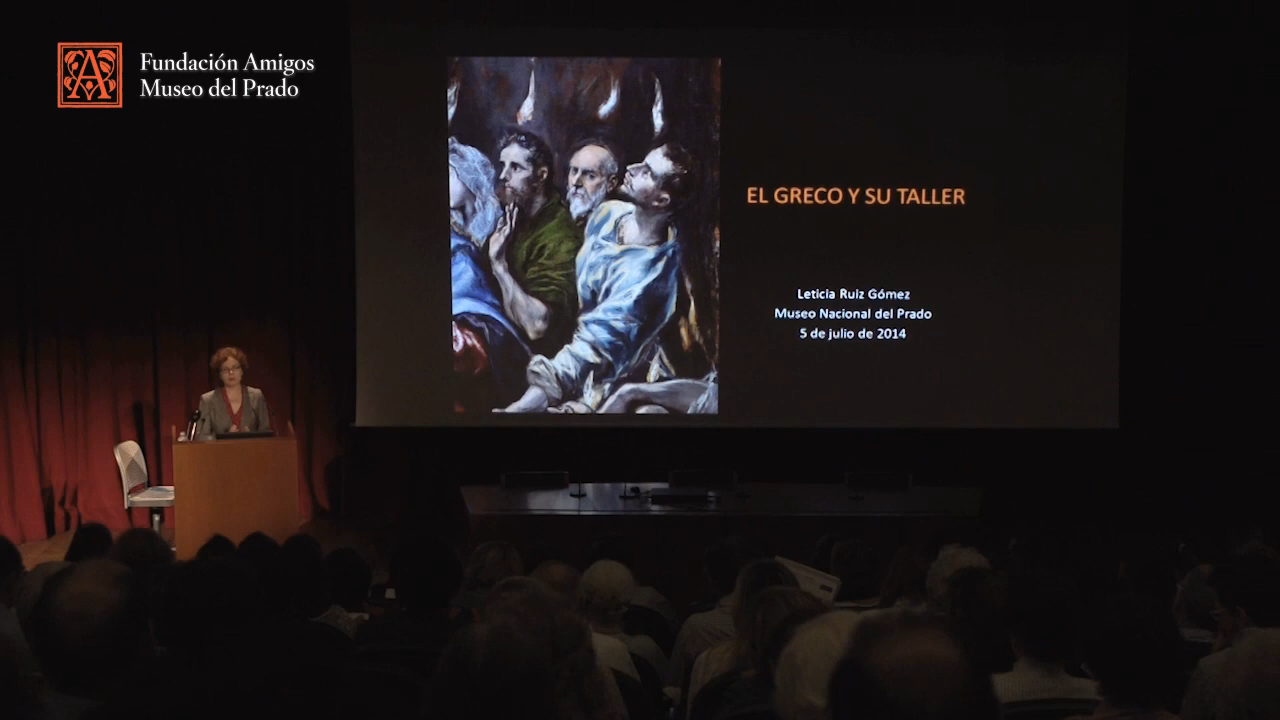 Fundación Amigos
Museo del Prado
EL GRECO Y SU TALLER
Leticia Ruiz Gómez
Museo Nacional del Prado
5 de julio de 2014